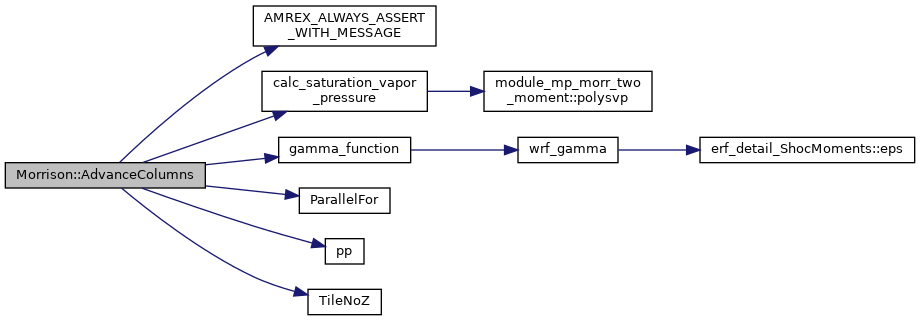 AMREX_ALWAYS_ASSERT
_WITH_MESSAGE
calc_saturation_vapor
_pressure
module_mp_morr_two
_moment::polysvp
gamma_function
wrf_gamma
erf_detail_ShocMoments::eps
Morrison::AdvanceColumns
ParallelFor
pp
TileNoZ